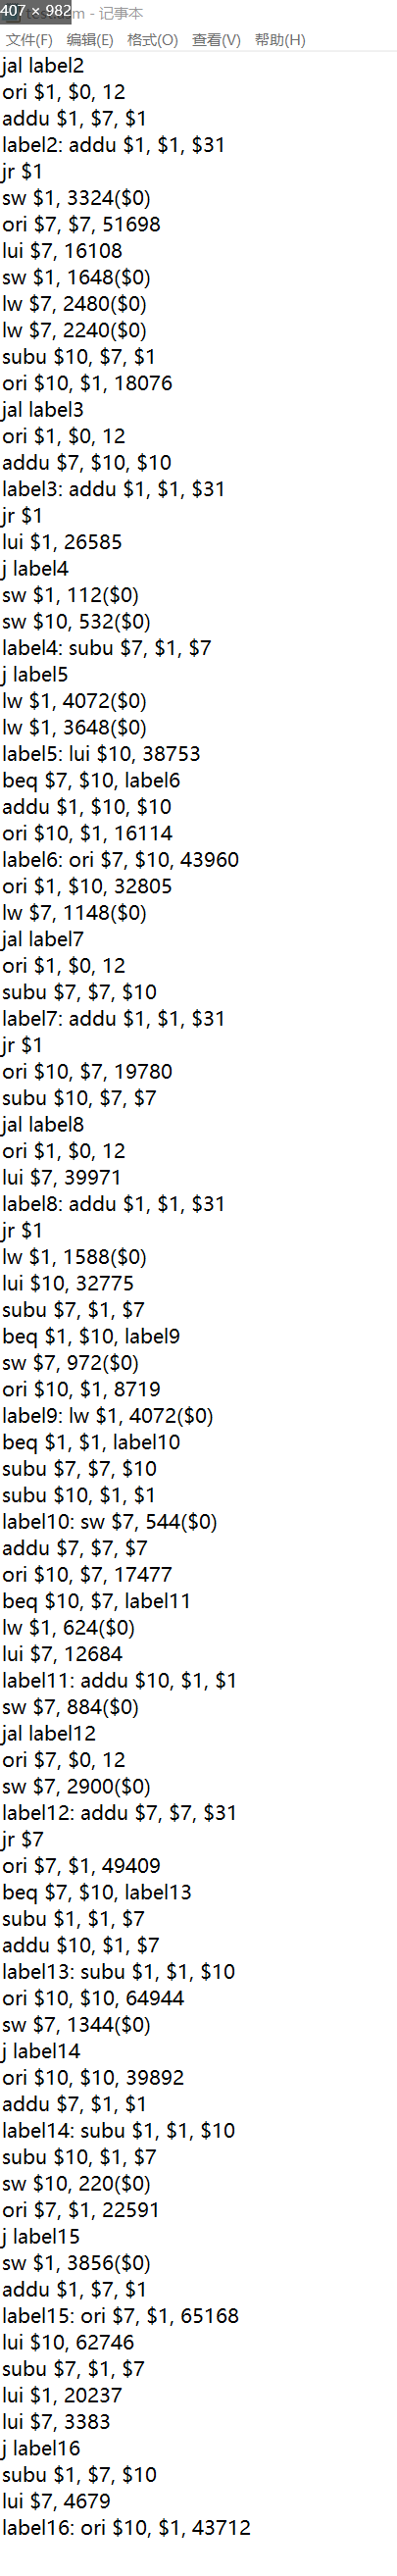 407 × 982
- 记事本
文件(F) 编辑(E) 格式(O) 查看(V) 帮助(H)
jal label2
ori $1, $0, 12
addu $1, $7, $1
label2: addu $1, $1, $31
jr $1
sw $1, 3324($0)
ori $7, $7, 51698
lui $7, 16108
sw $1, 1648($0)
lw $7, 2480($0)
lw $7, 2240($0)
subu $10, $7, $1
ori $10, $1, 18076
jal label3
ori $1, $0, 12
addu $7, $10, $10
label3: addu $1, $1, $31
jr $1
lui $1, 26585
j label4
sw $1, 112($0)
sw $10, 532($0)
label4: subu $7, $1, $7
j label5
lw $1, 4072($0)
lw $1, 3648($0)
label5: lui $10, 38753
beq $7, $10, label6
addu $1, $10, $10
ori $10, $1, 16114
label6: ori $7, $10, 43960
ori $1, $10, 32805
lw $7, 1148($0)
jal label7
ori $1, $0, 12
subu $7, $7, $10
label7: addu $1, $1, $31
jr $1
ori $10, $7, 19780
subu $10, $7, $7
jal label8
ori $1, $0, 12
lui $7, 39971
label8: addu $1, $1, $31
jr $1
lw $1, 1588($0)
lui $10, 32775
subu $7, $1, $7
beq $1, $10, label9
sw $7, 972($0)
ori $10, $1, 8719
label9: lw $1, 4072($0)
beq $1, $1, label10
subu $7, $7, $10
subu $10, $1, $1
label10: sw $7, 544($0)
addu $7, $7, $7
ori $10, $7, 17477
beq $10, $7, label11
lw $1, 624($0)
lui $7, 12684
label11: addu $10, $1, $1
sw $7, 884($0)
jal label12
ori $7, $0, 12
sw $7, 2900($0)
label12: addu $7, $7, $31
jr $7
ori $7, $1, 49409
beq $7, $10, label13
subu $1, $1, $7
addu $10, $1, $7
label13: subu $1, $1, $10
ori $10, $10, 64944
sw $7, 1344($0)
j label14
ori $10, $10, 39892
addu $7, $1, $1
label14: subu $1, $1, $10
subu $10, $1, $7
sw $10, 220($0)
ori $7, $1, 22591
j label15
sw $1, 3856($0)
addu $1, $7, $1
label15: ori $7, $1, 65168
lui $10, 62746
subu $7, $1, $7
lui $1, 20237
lui $7, 3383
j label16
subu $1, $7, $10
lui $7, 4679
label16: ori $10, $1, 43712